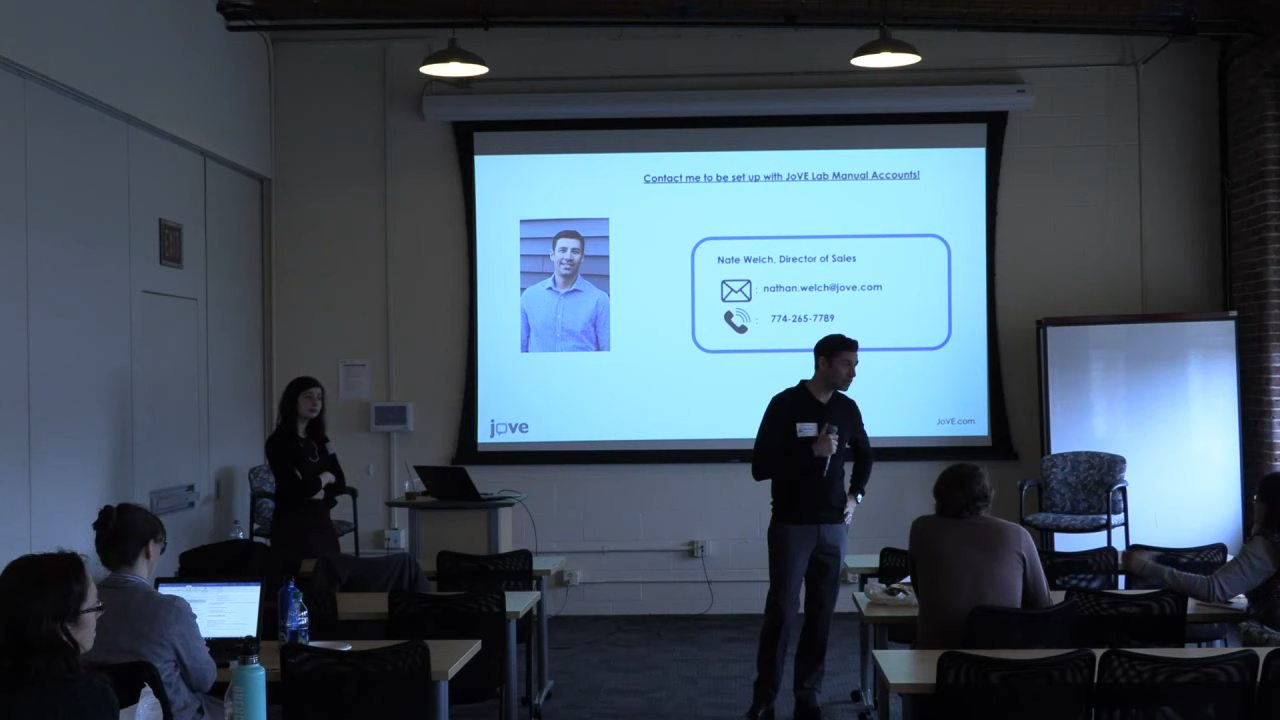 Contact me to be set up with JoVE Lab Manual Accounts!
Nate Welch, Director of Sales
: nathan.welch@jove.com
: 774-265-7789
jove
JoVE.com
EXIT